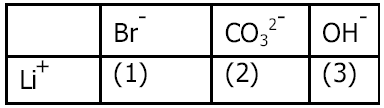 Br⁻ CO₃²⁻ OH⁻
Li⁺ (1) (2) (3)